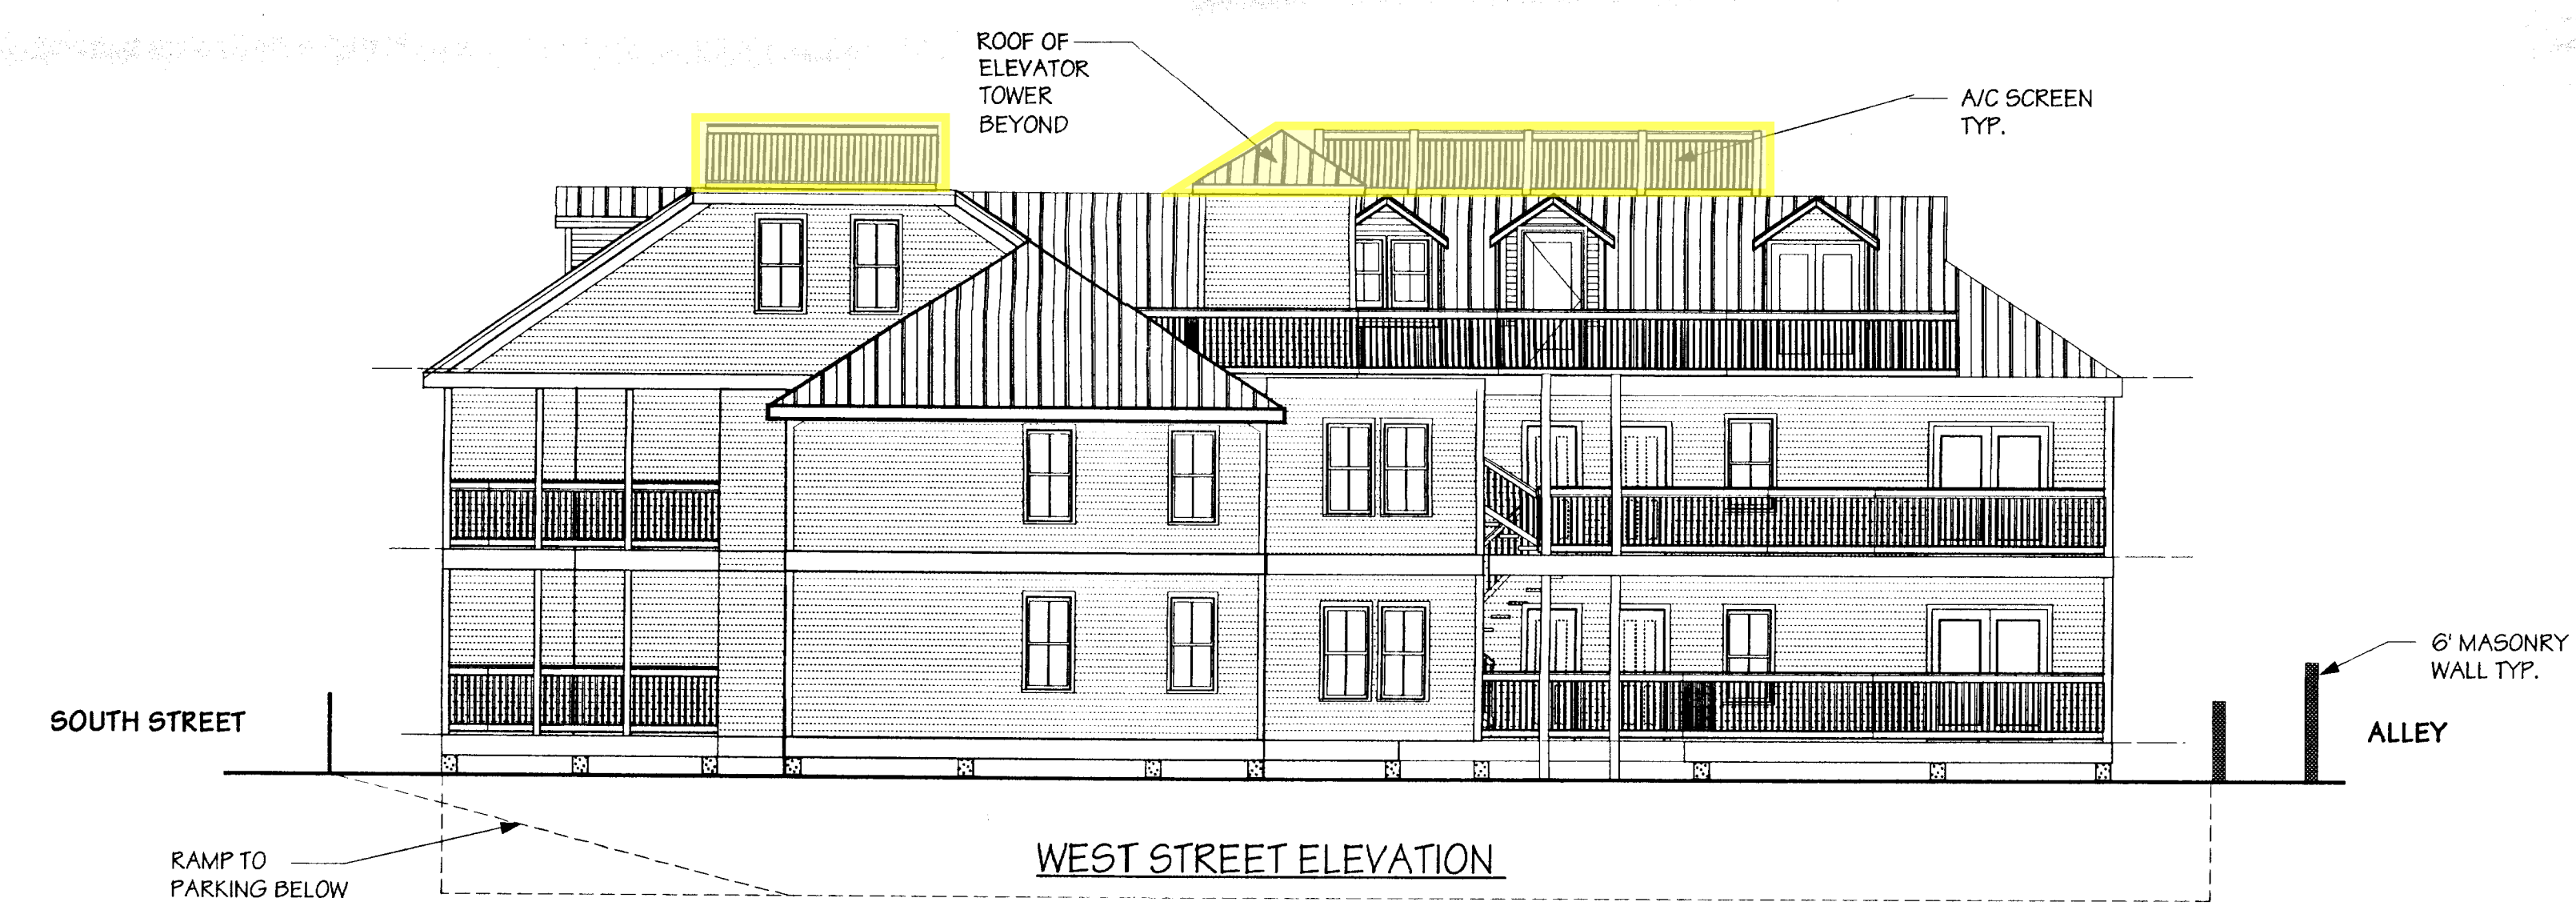 ROOF OF
ELEVATOR
TOWER
BEYOND
A/C SCREEN
TYP.
6' MASONRY
WALL TYP.
SOUTH STREET
ALLEY
RAMP TO
PARKING BELOW
WEST STREET ELEVATION